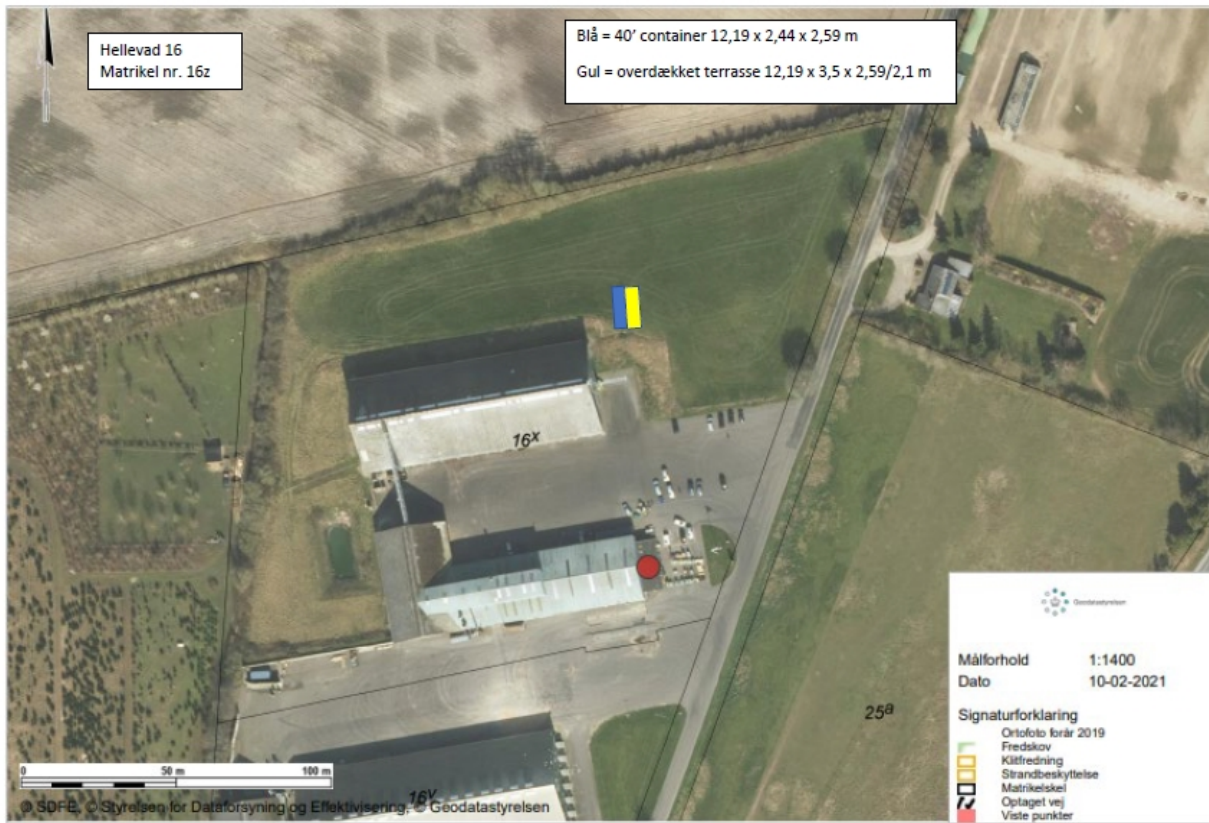 Hellevad 16
Matrikel nr. 16z
Blå = 40' container 12,19 x 2,44 x 2,59 m
Gul = overdækket terrasse 12,19 x 3,5 x 2,59/2,1 m
16x
25a
16v
Geodatastyrelsen
Målforhold 1:1400
Dato 10-02-2021
Signaturforklaring
Ortofoto forår 2019
Fredskov
Klitfredning
Strandbeskyttelse
Matrikelskel
Optaget vej
Viste punkter
0 50 m 100 m
© SDFE, © Styrelsen for Dataforsyning og Effektivisering, © Geodatastyrelsen